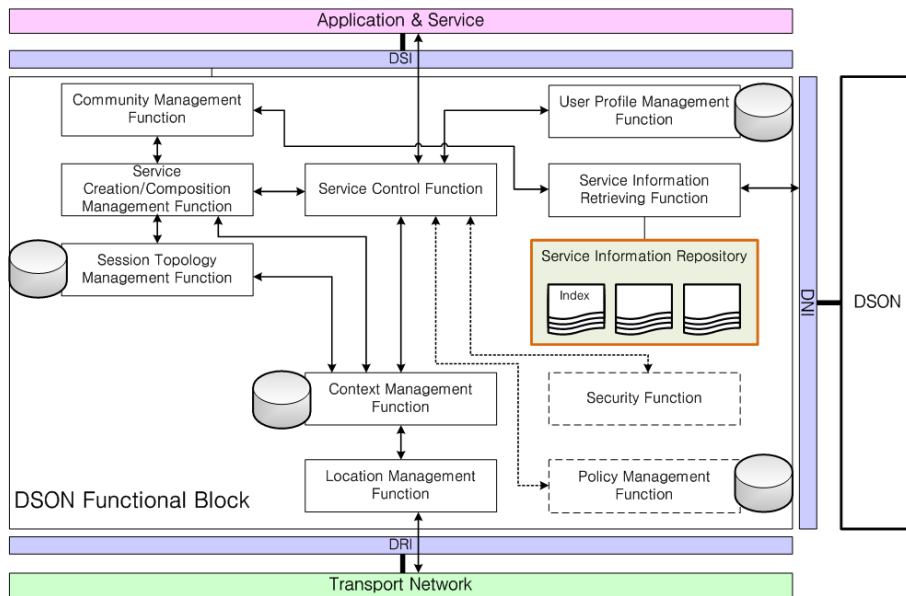 Application & Service
DSI
Community Management
Function
User Profile Management
Function
Service
Creation/Composition
Management Function
Service Control Function
Service Information
Retrieving Function
Session Topology
Management Function
Service Information Repository
Index
DNI
DSON
Context Management
Function
Security Function
Location Management
Function
Policy Management
Function
DSON Functional Block
DRI
Transport Network